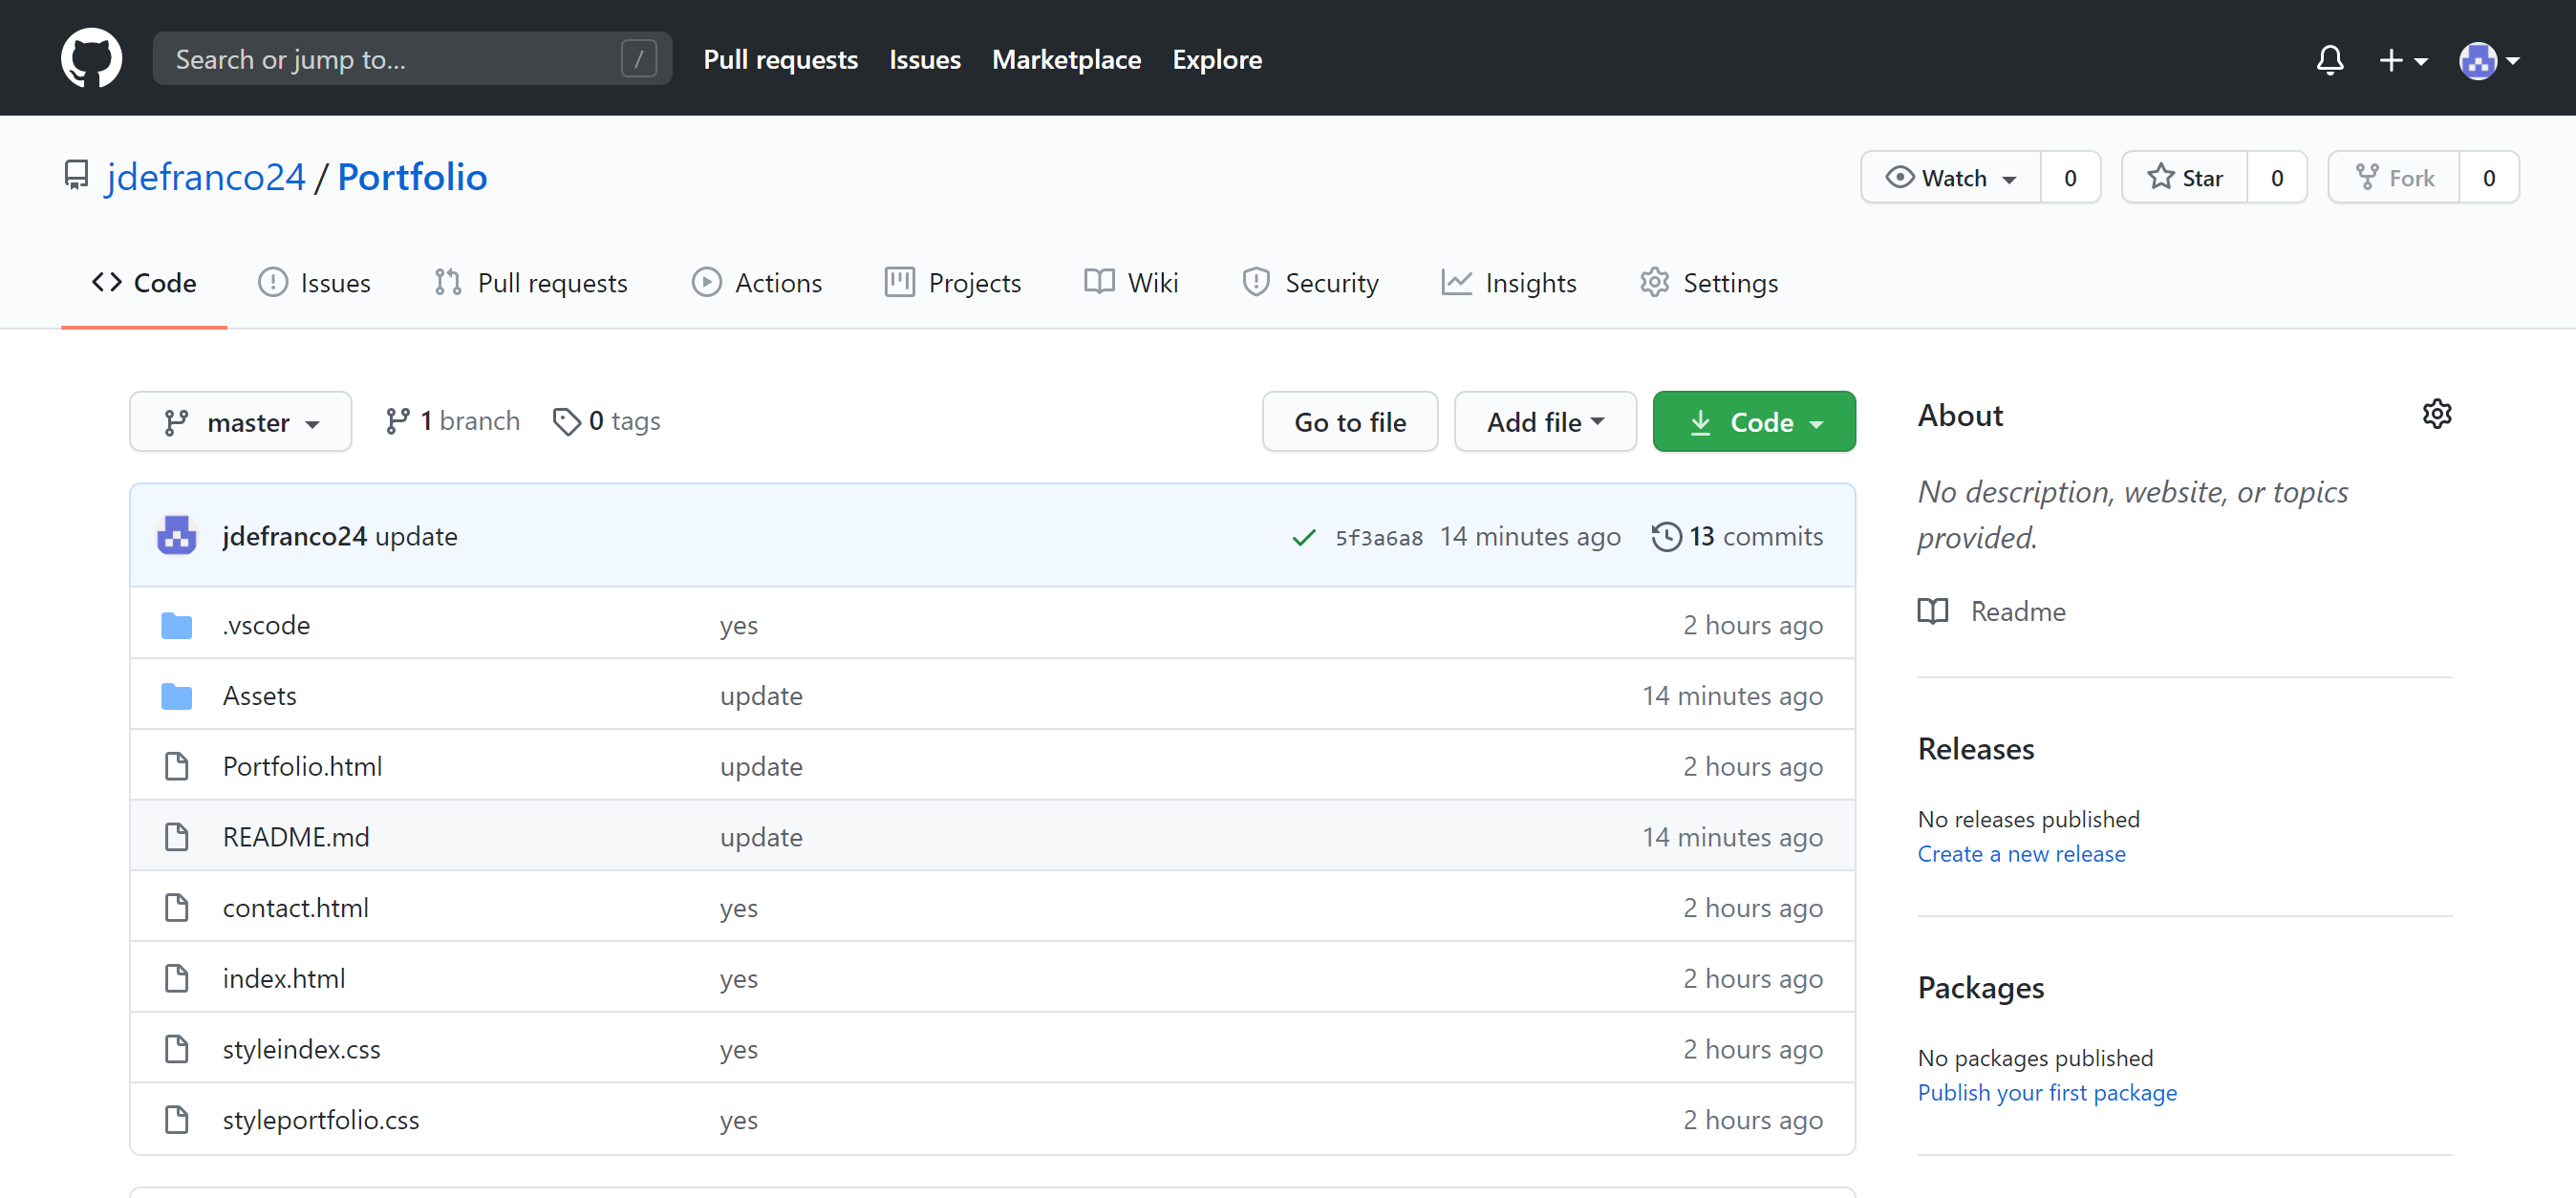 Search or jump to... /
Pull requests Issues Marketplace Explore
jdefranco24 / Portfolio
Watch 0 Star 0 Fork 0
Code Issues Pull requests Actions Projects Wiki Security Insights Settings
master 1 branch 0 tags Go to file Add file Code
jdefranco24 update 5f3a6a8 14 minutes ago 13 commits
.vscode yes 2 hours ago
Assets update 14 minutes ago
Portfolio.html update 2 hours ago
README.md update 14 minutes ago
contact.html yes 2 hours ago
index.html yes 2 hours ago
styleindex.css yes 2 hours ago
styleportfolio.css yes 2 hours ago
About
No description, website, or topics
provided.
Readme
Releases
No releases published
Create a new release
Packages
No packages published
Publish your first package